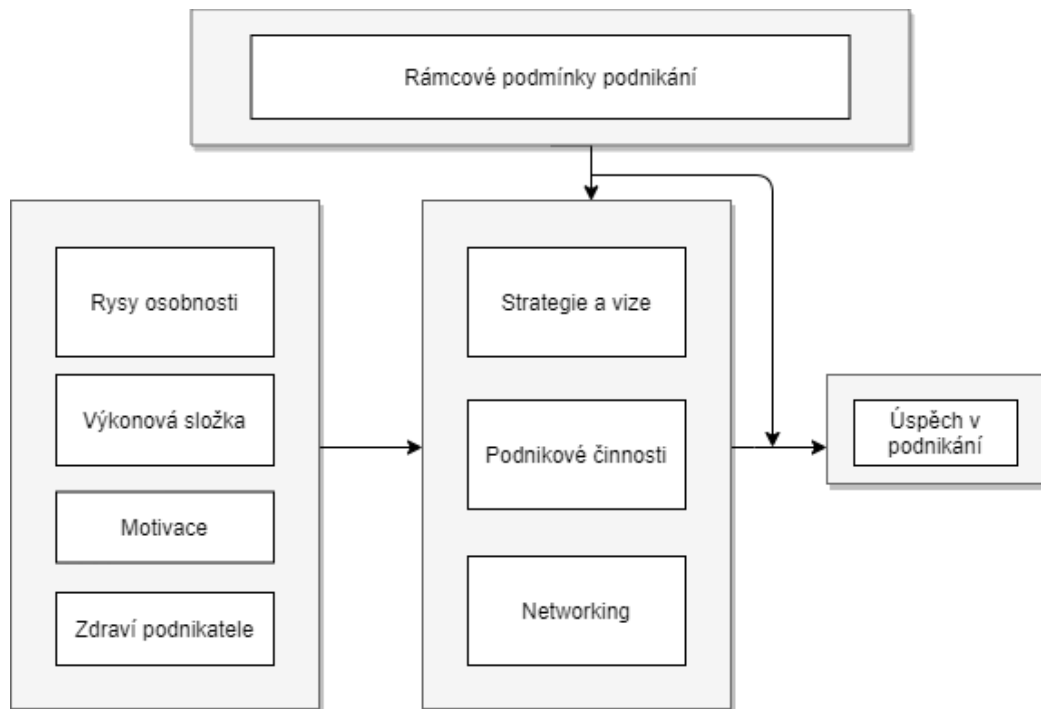 Rámcové podmínky podnikání
Rysy osobnosti
Výkonová složka
Motivace
Zdraví podnikatele
Strategie a vize
Podnikové činnosti
Networking
Úspěch v
podnikání